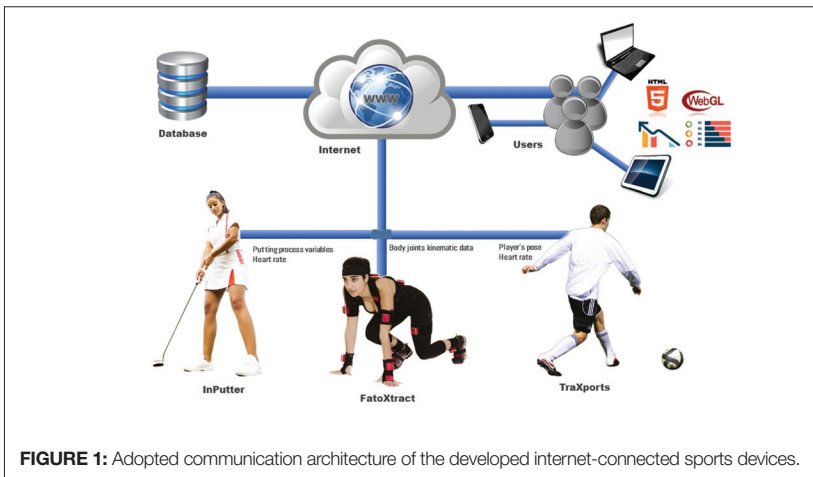 HTML
5
WebGL
WWW
Database
Internet
Users
Putting process variables
Heart rate
Body joints kinematic data
Player's pose
Heart rate
InPutter
FatoXtract
TraXports
FIGURE 1: Adopted communication architecture of the developed internet-connected sports devices.